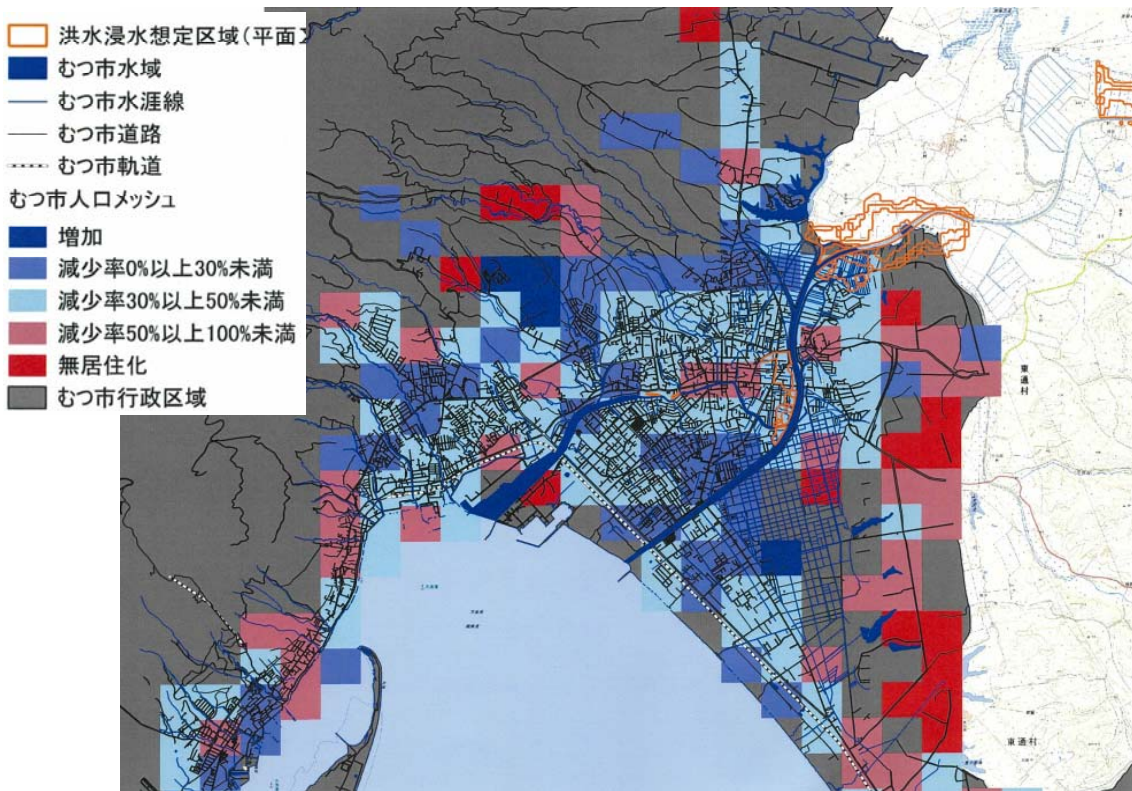 洪水浸水想定区域(平面)
むつ市水域
むつ市水涯線
むつ市道路
むつ市軌道
むつ市人口メッシュ
増加
減少率0%以上30%未満
減少率30%以上50%未満
減少率50%以上100%未満
無居住化
むつ市行政区域
東通村
東通村